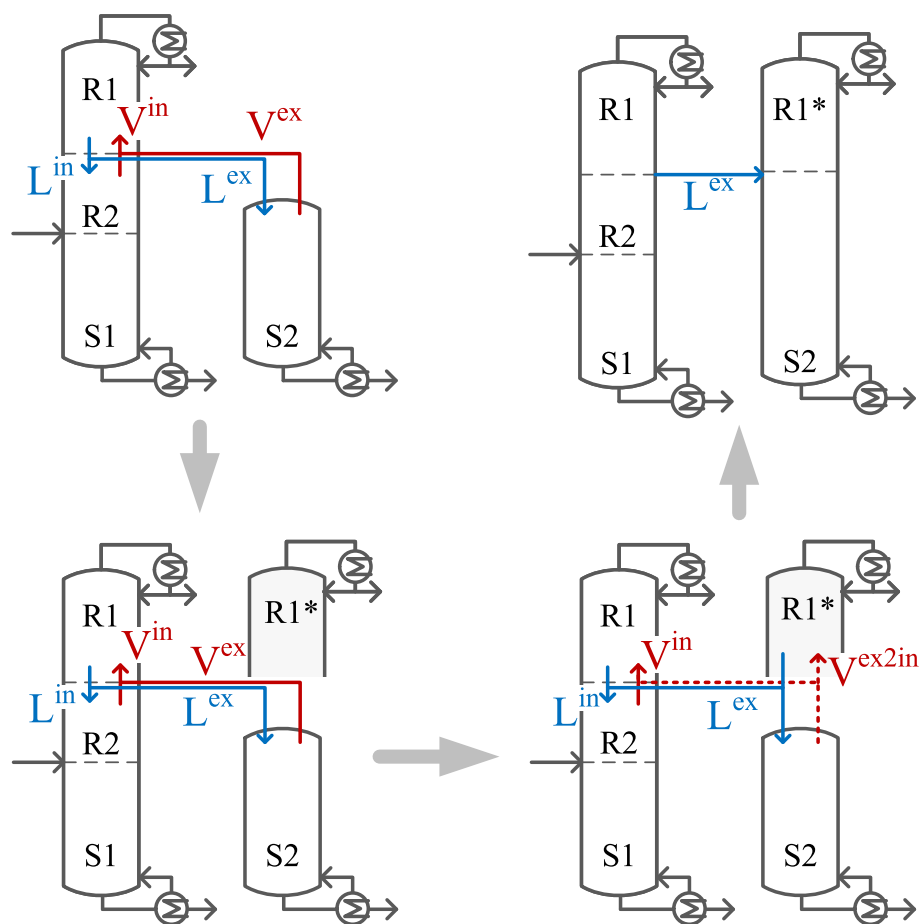 R1
V^in
V^ex
L^in
L^ex
R2
S1
S2
R1
R1*
L^ex
R2
S1
S2
R1
R1*
V^in
V^ex
L^in
L^ex
R2
S1
S2
R1
R1*
V^in
V^ex2in
L^in
L^ex
R2
S1
S2